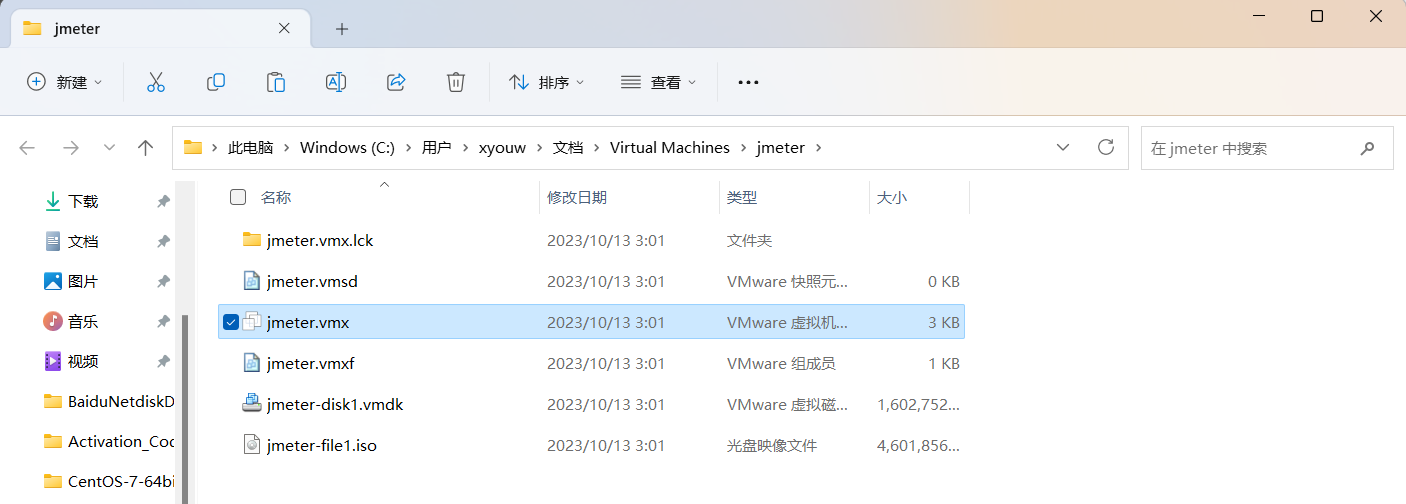 jmeter
新建
排序
查看
此电脑 Windows (C:) 用户 xyouw 文档 Virtual Machines jmeter
在 jmeter 中搜索
下载
文档
图片
音乐
视频
BaiduNetdiskD
Activation_Coc
CentOS-7-64bi
名称 修改日期 类型 大小
jmeter.vmx.lck 2023/10/13 3:01 文件夹
jmeter.vmsd 2023/10/13 3:01 VMware 快照元... 0 KB
jmeter.vmx 2023/10/13 3:01 VMware 虚拟机... 3 KB
jmeter.vmxf 2023/10/13 3:01 VMware 组成员 1 KB
jmeter-disk1.vmdk 2023/10/13 3:01 VMware 虚拟磁... 1,602,752...
jmeter-file1.iso 2023/10/13 3:01 光盘映像文件 4,601,856...